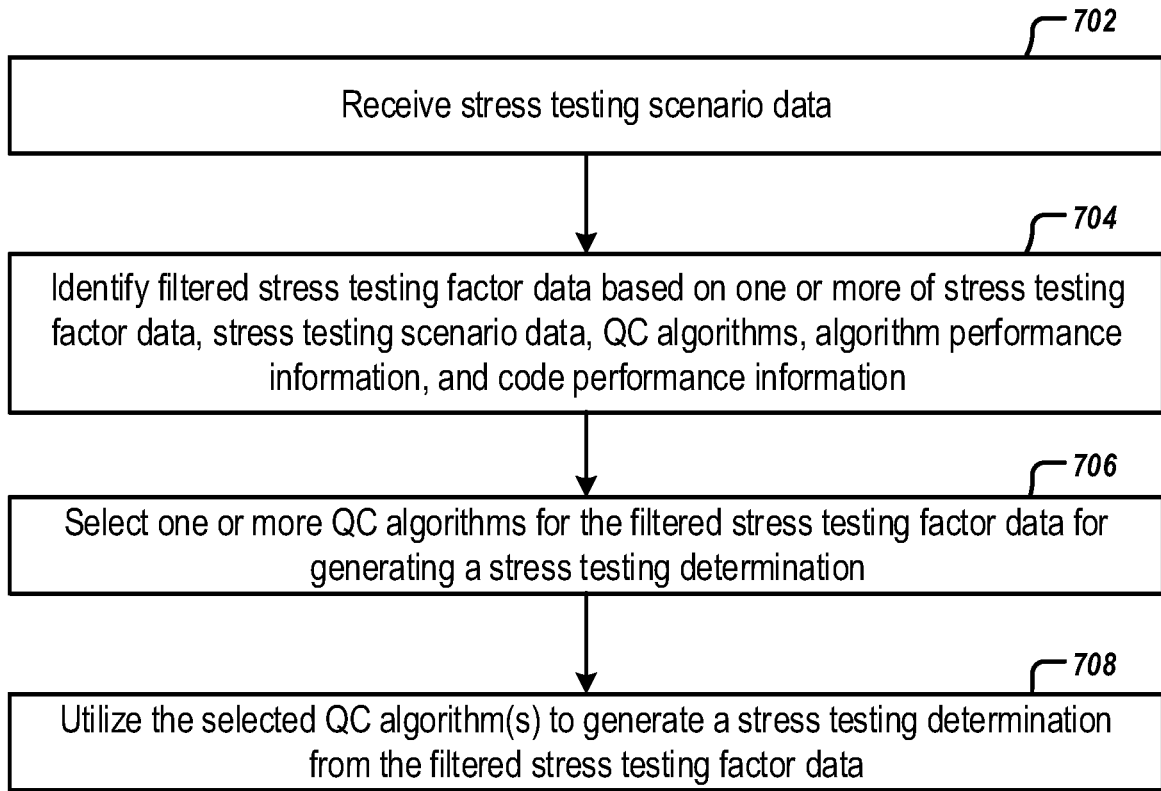 702
Receive stress testing scenario data
704
Identify filtered stress testing factor data based on one or more of stress testing
factor data, stress testing scenario data, QC algorithms, algorithm performance
information, and code performance information
706
Select one or more QC algorithms for the filtered stress testing factor data for
generating a stress testing determination
708
Utilize the selected QC algorithm(s) to generate a stress testing determination
from the filtered stress testing factor data